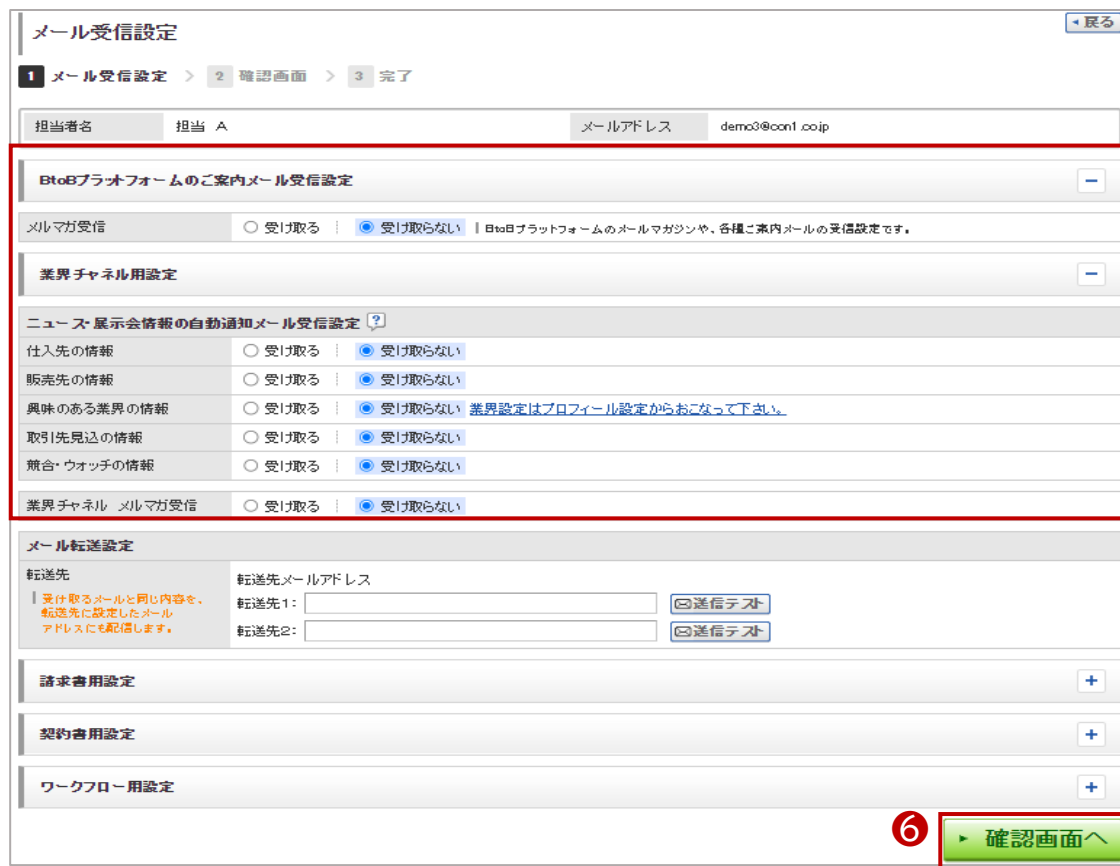 メール受信設定
戻る
1 メール受信設定 > 2 確認画面 > 3 完了
担当者名 担当 A メールアドレス demo3@con1.co.jp
BtoBプラットフォームのご案内メール受信設定
メルマガ受信 受け取る 受け取らない BtoBプラットフォームのメールマガジンや、各種ご案内メールの受信設定です。
業界チャネル用設定
ニュース・展示会情報の自動通知メール受信設定 ?
仕入先の情報 受け取る 受け取らない
販売先の情報 受け取る 受け取らない
興味のある業界の情報 受け取る 受け取らない 業界設定はプロフィール設定からおこなって下さい。
取引先見込の情報 受け取る 受け取らない
競合・ウォッチの情報 受け取る 受け取らない
業界チャネル メルマガ受信 受け取る 受け取らない
メール転送設定
転送先
受け取るメールと同じ内容を、
転送先に設定したメール
アドレスにも配信します。
転送先メールアドレス
転送先1: 送信テスト
転送先2: 送信テスト
請求書用設定
契約書用設定
ワークフロー用設定
6 確認画面へ